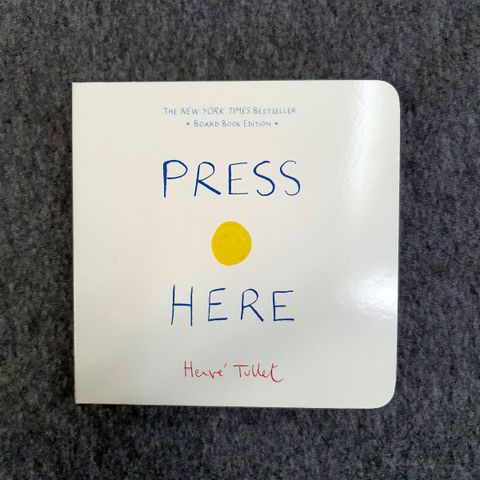 THE NEW YORK TIMES BESTSELLER
• BOARD BOOK EDITION •
PRESS
HERE
Hervé Tullet